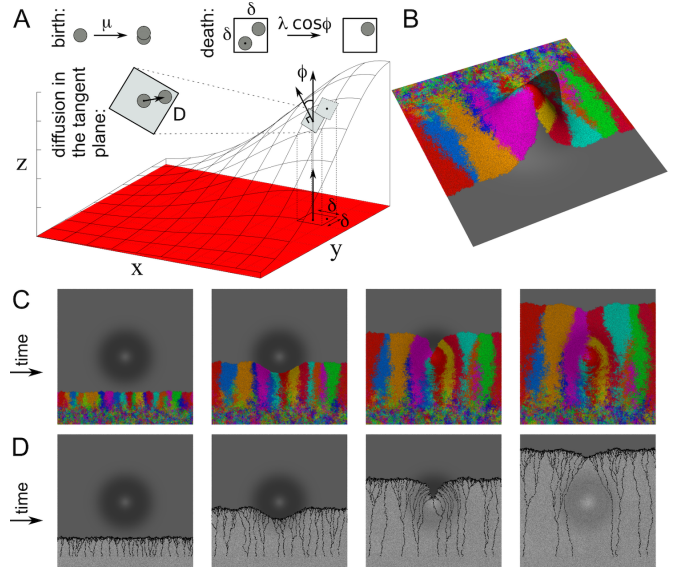 A
birth:
μ
death:
δ
δ
λ cosϕ
B
diffusion in
the tangent
plane:
D
ϕ
z
δ
δ
x
y
C
time
D
time